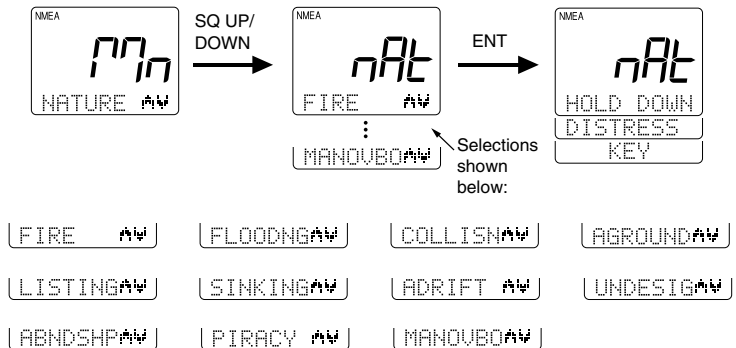 NMEA
Mn
NATURE
SQ UP/
DOWN
NMEA
nAt
FIRE
MANOVBO
ENT
Selections
shown
below:
NMEA
nAt
HOLD DOWN
DISTRESS
KEY
FIRE
FLOODNG
COLLISN
AGROUND
LISTING
SINKING
ADRIFT
UNDESIG
ABNDSHP
PIRACY
MANOVBO